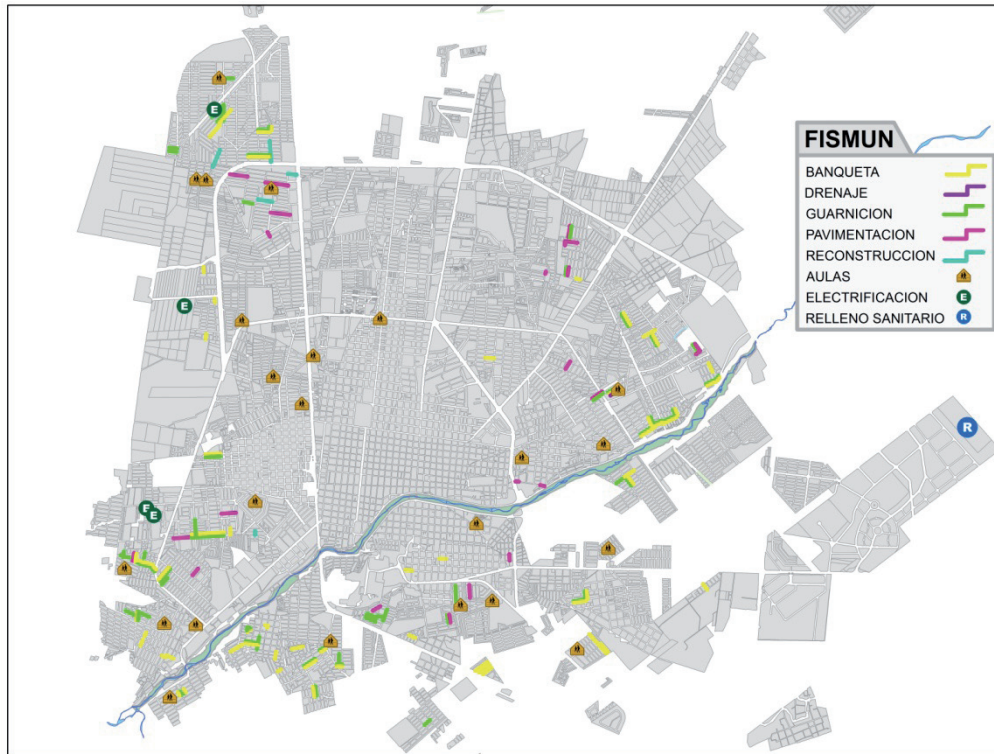 FISMUN
BANQUETA
DRENAJE
GUARNICION
PAVIMENTACION
RECONSTRUCCION
AULAS
ELECTRIFICACION E
RELLENO SANITARIO R
E
E
E
E
R